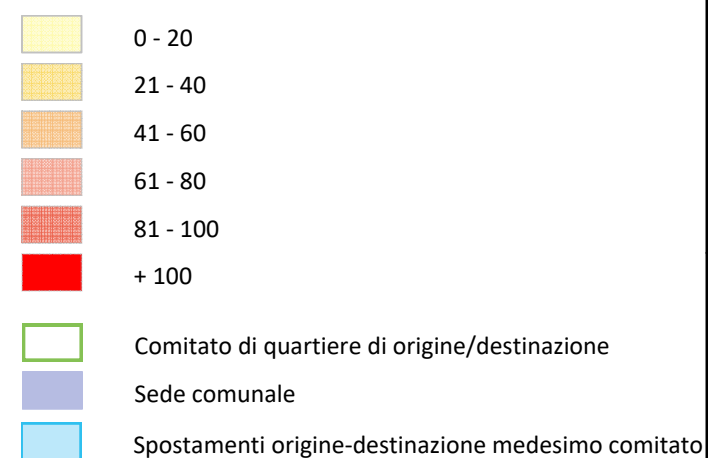 0 - 20
21 - 40
41 - 60
61 - 80
81 - 100
+ 100
Comitato di quartiere di origine/destinazione
Sede comunale
Spostamenti origine-destinazione medesimo comitato